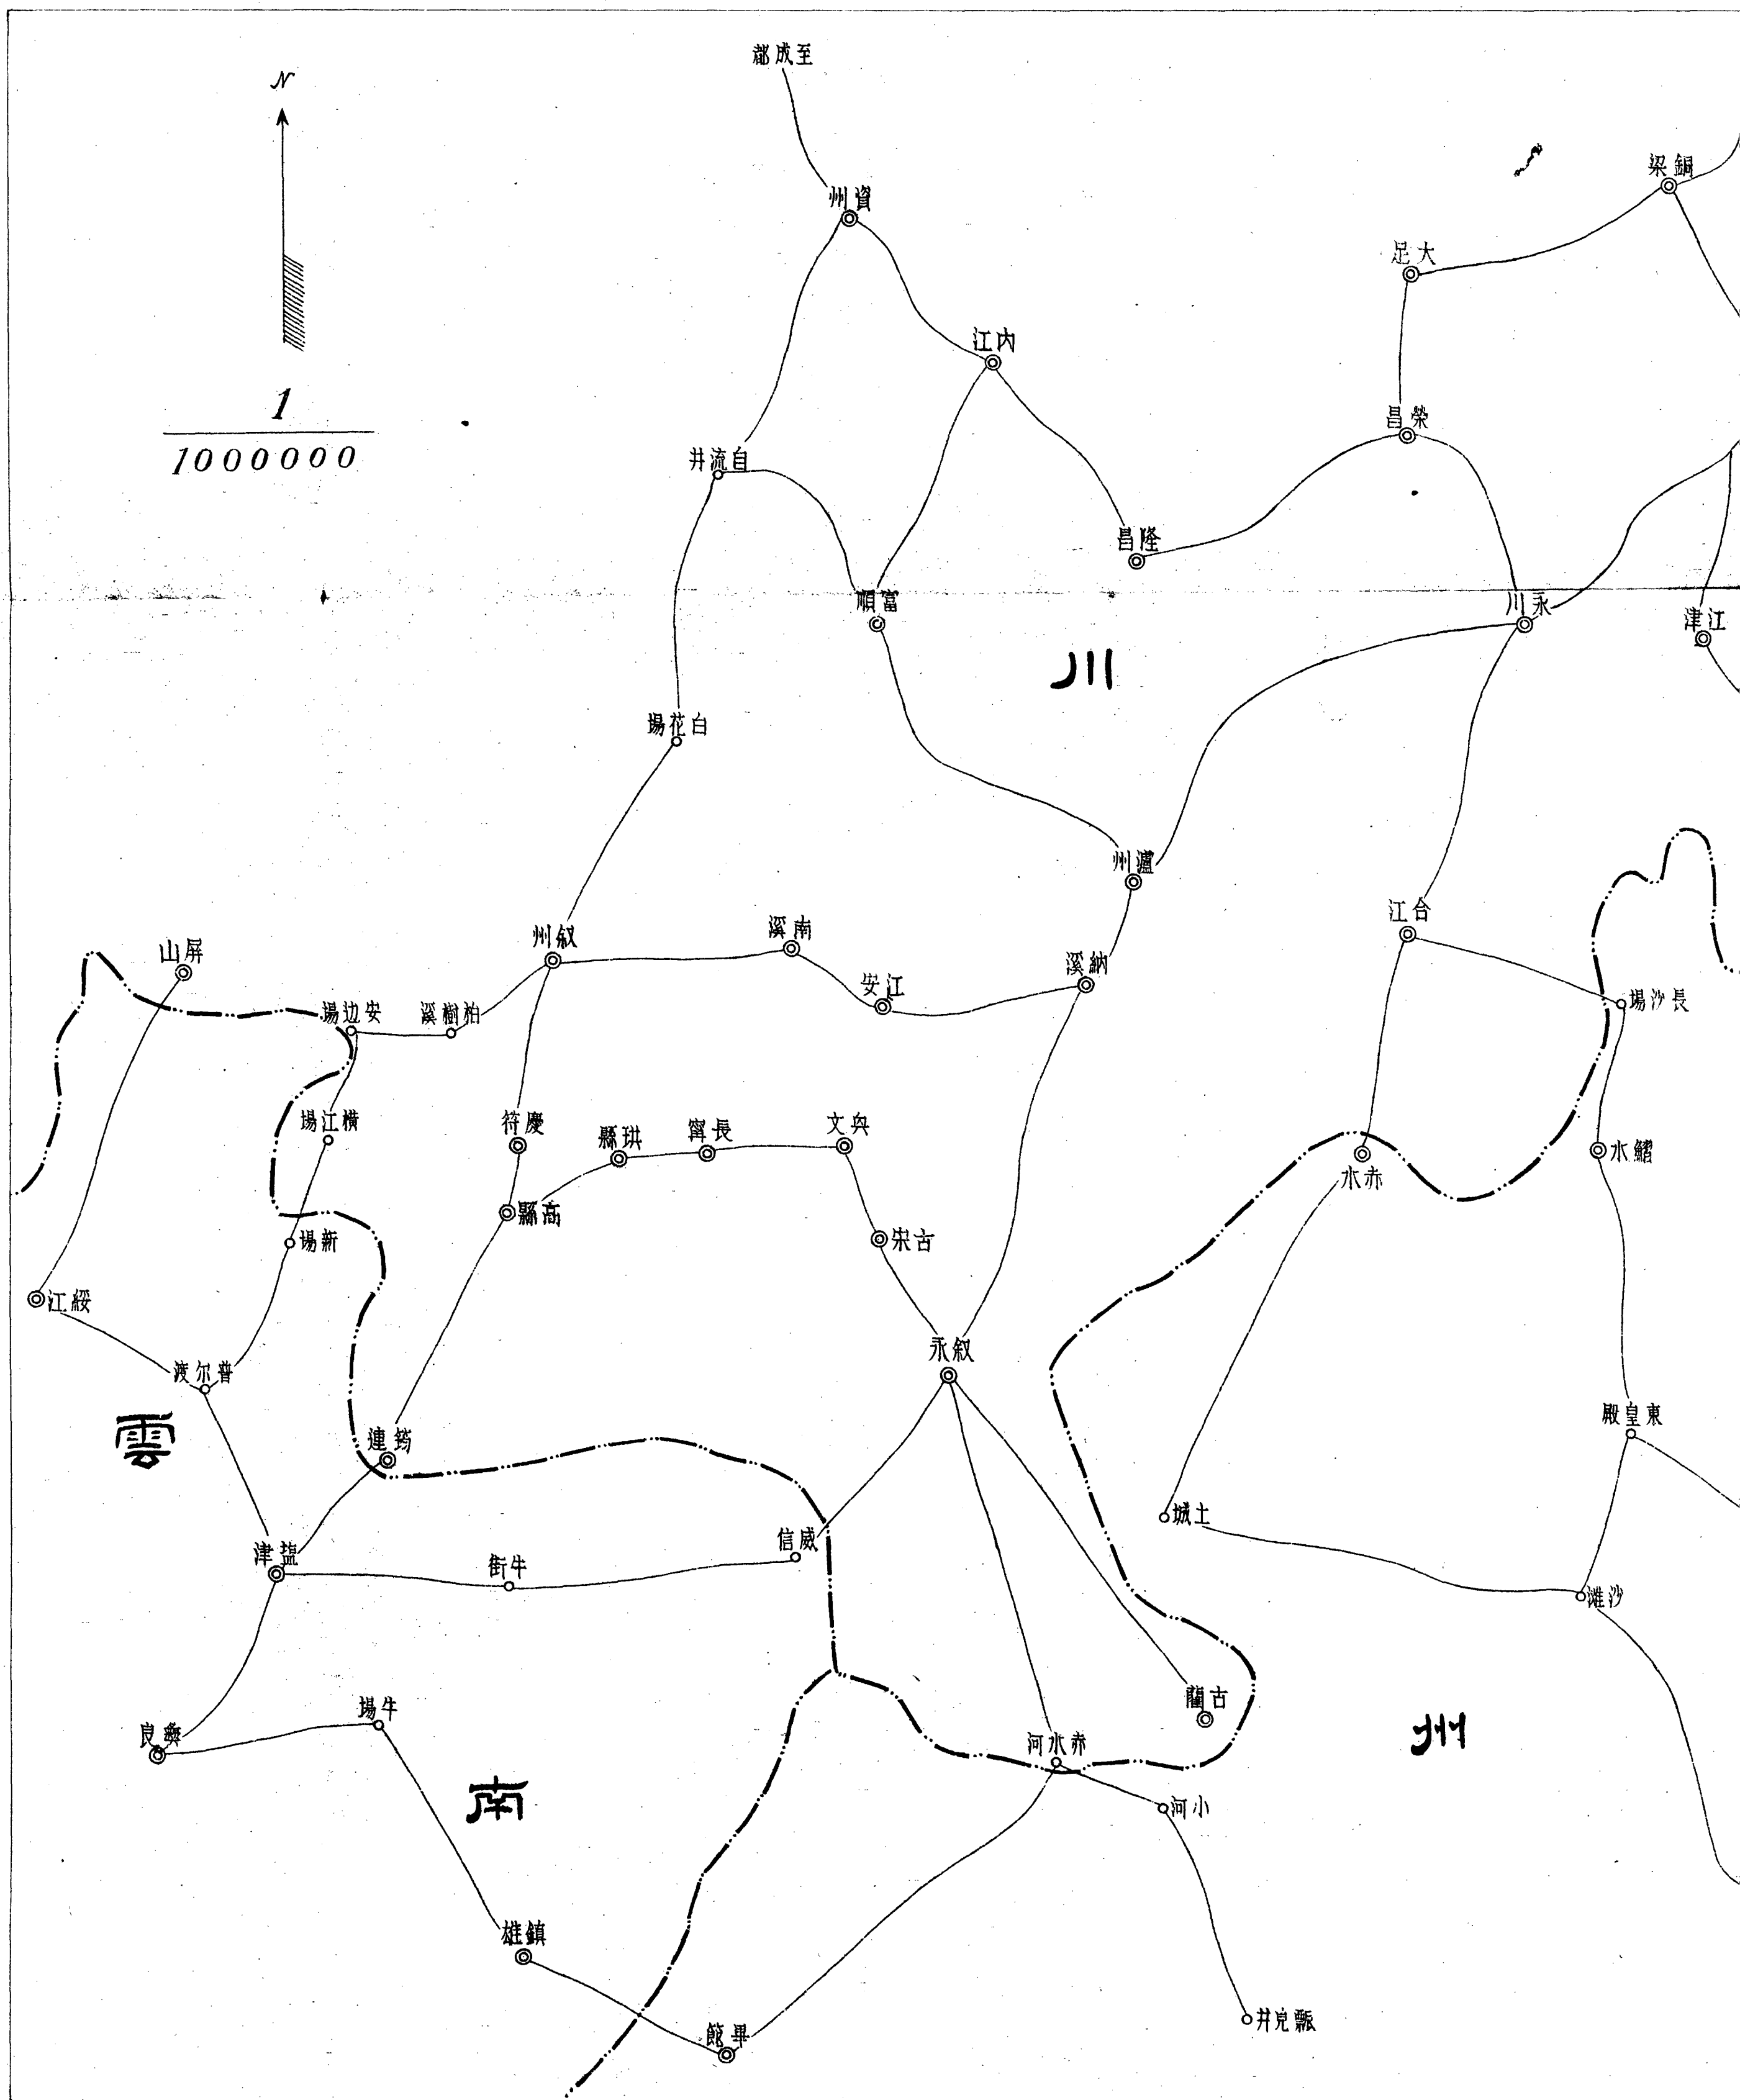 至成都
N
資州
銅梁
大足
內江
1
1000000
榮昌
自流井
隆昌
富順
永川
江津
川
白花場
瀘州
合江
叙州
南溪
屏山
納溪
江安
長沙場
安边場
柏樹溪
橫江場
慶符
珙縣
長甯
興文
鰼水
赤水
高縣
新場
古宋
綏江
叙永
普尔渡
東皇殿
雲
筠連
土城
威信
塩津
牛街
沙灘
古藺
牛場
彝良
州
赤水河
南
小河
鎮雄
瓢兒井
畢節